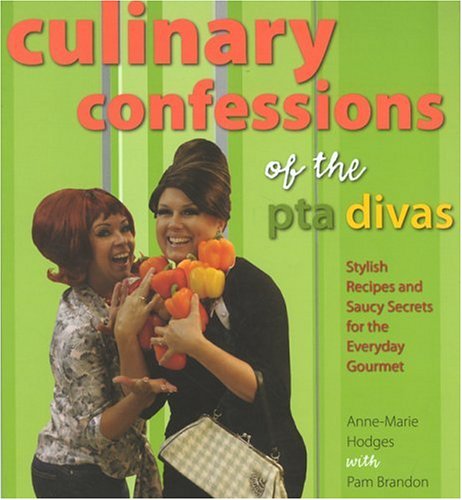 culinary
confessions
of the
pta divas
Stylish
Recipes and
Saucy Secrets
for the
Everyday
Gourmet
Anne-Marie
Hodges
with
Pam Brandon